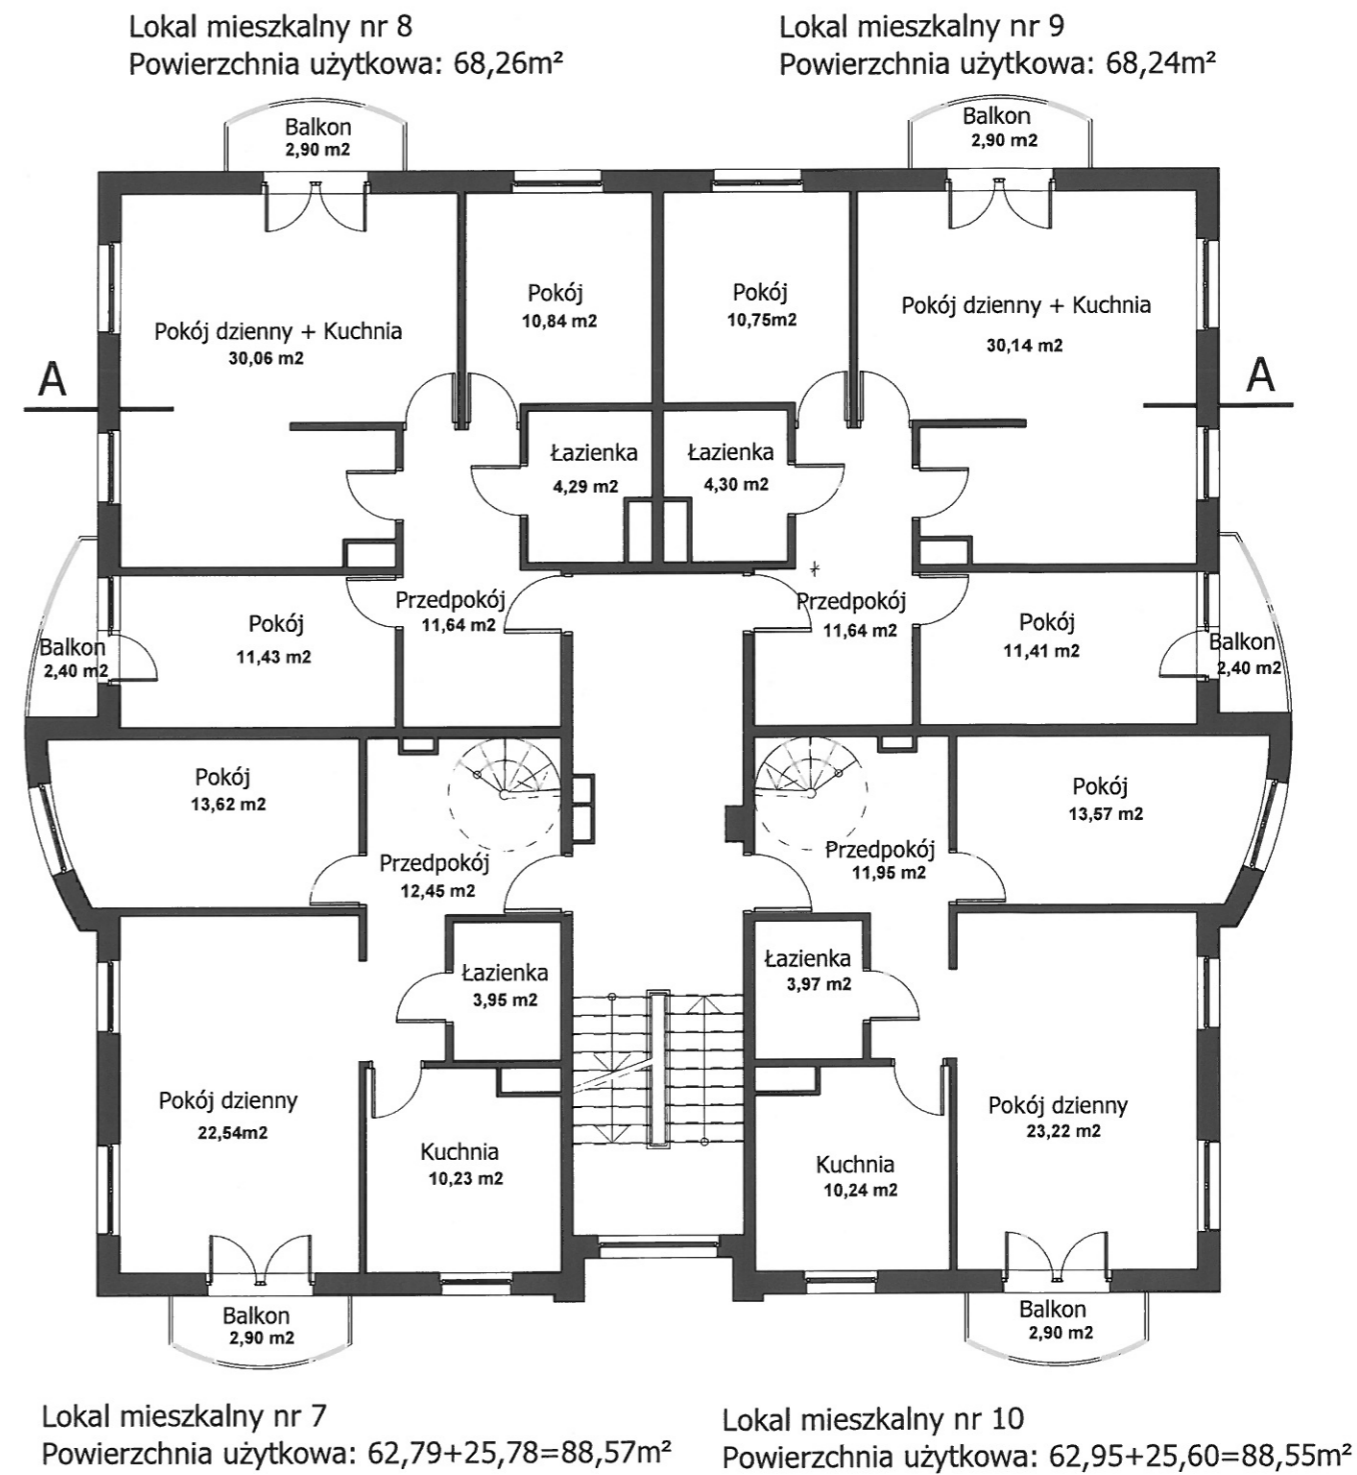 Lokal mieszkalny nr 8
Powierzchnia użytkowa: 68,26m²
Lokal mieszkalny nr 9
Powierzchnia użytkowa: 68,24m²
Balkon
2,90 m2
Balkon
2,90 m2
Pokój dzienny + Kuchnia
30,06 m2
Pokój
10,84 m2
Pokój
10,75m2
Pokój dzienny + Kuchnia
30,14 m2
A
A
Łazienka
4,29 m2
Łazienka
4,30 m2
Balkon
2,40 m2
Pokój
11,43 m2
Przedpokój
11,64 m2
Przedpokój
11,64 m2
Pokój
11,41 m2
Balkon
2,40 m2
Pokój
13,62 m2
Przedpokój
12,45 m2
Przedpokój
11,95 m2
Pokój
13,57 m2
Łazienka
3,95 m2
Łazienka
3,97 m2
Pokój dzienny
22,54m2
Kuchnia
10,23 m2
Kuchnia
10,24 m2
Pokój dzienny
23,22 m2
Balkon
2,90 m2
Balkon
2,90 m2
Lokal mieszkalny nr 7
Powierzchnia użytkowa: 62,79+25,78=88,57m²
Lokal mieszkalny nr 10
Powierzchnia użytkowa: 62,95+25,60=88,55m²